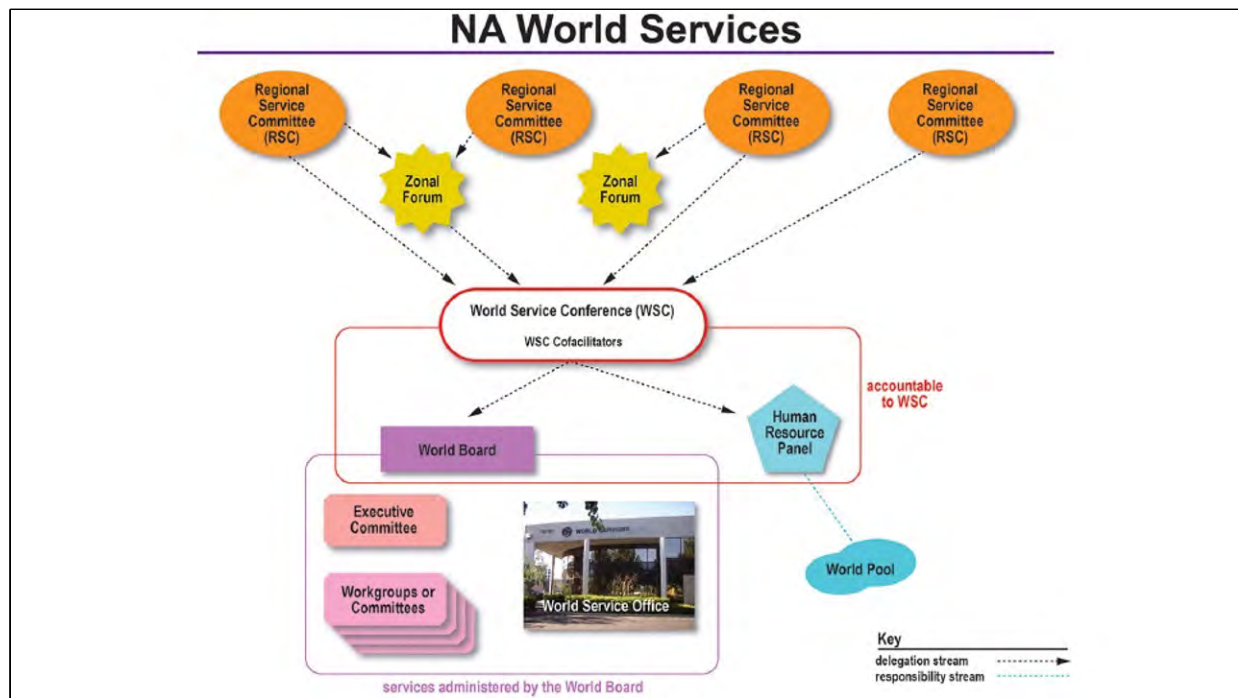 NA World Services
Regional
Service
Committee
(RSC)
Regional
Service
Committee
(RSC)
Regional
Service
Committee
(RSC)
Regional
Service
Committee
(RSC)
Zonal
Forum
Zonal
Forum
World Service Conference (WSC)
WSC Cofacilitators
accountable
to WSC
World Board
Human
Resource
Panel
Executive
Committee
WORLD SERVICES
World Service Office
Workgroups or
Committees
World Pool
Key
delegation stream
responsibility stream
services administered by the World Board